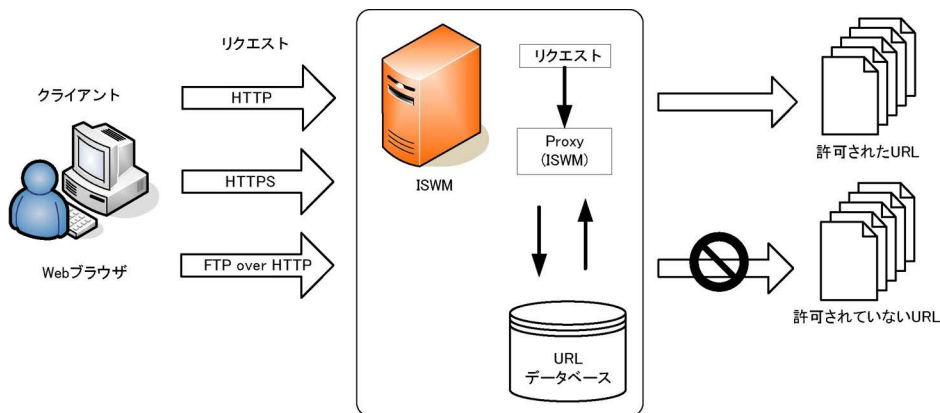 リクエスト
クライアント
HTTP
HTTPS
FTP over HTTP
Webブラウザ
ISWM
リクエスト
Proxy
(ISWM)
URL
データベース
許可されたURL
許可されていないURL